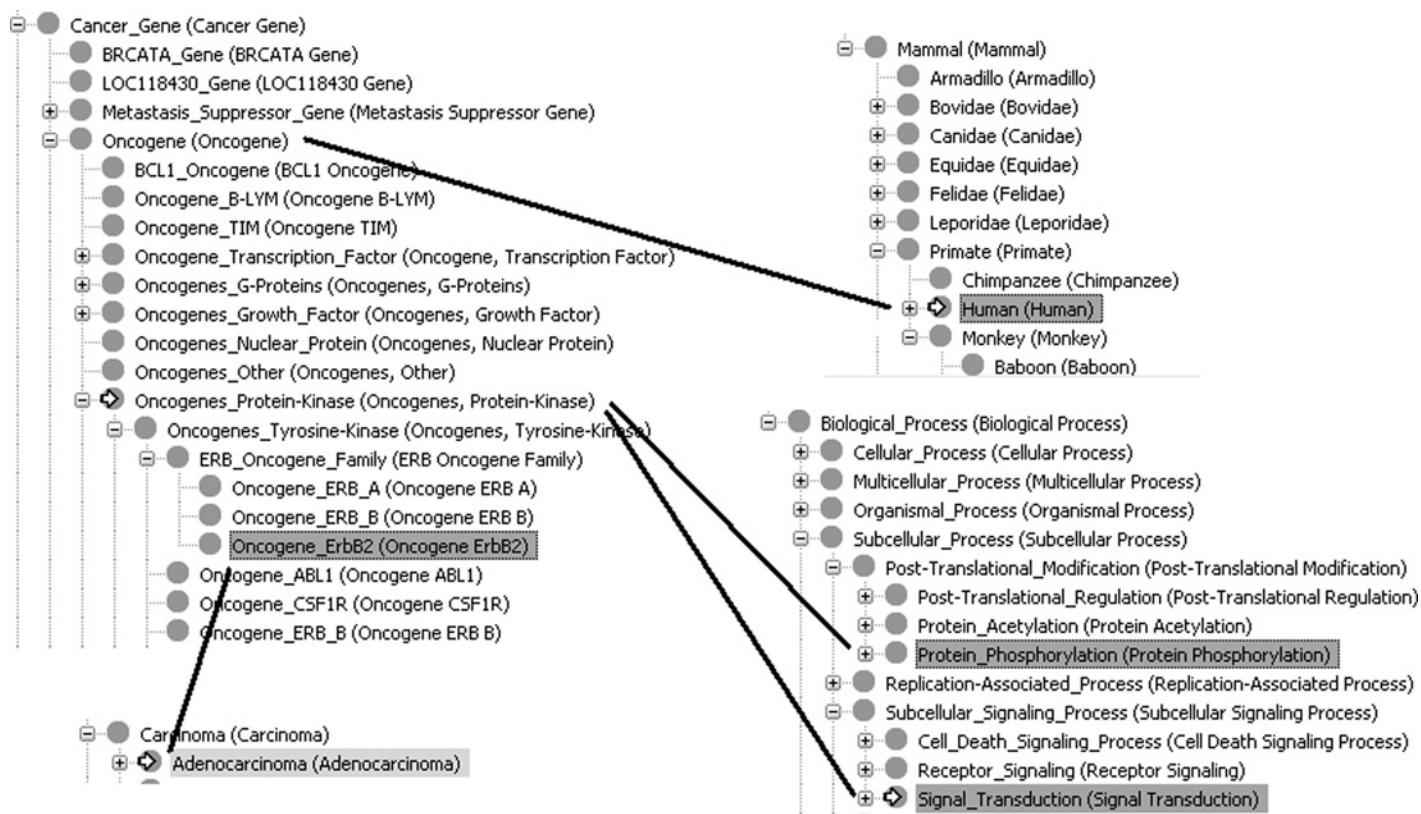 Cancer_Gene (Cancer Gene)
BRCATA_Gene (BRCATA Gene)
LOC118430_Gene (LOC118430 Gene)
Metastasis_Suppressor_Gene (Metastasis Suppressor Gene)
Oncogene (Oncogene)
BCL1_Oncogene (BCL1 Oncogene)
Oncogene_B-LYM (Oncogene B-LYM)
Oncogene_TIM (Oncogene TIM)
Oncogene_Transcription_Factor (Oncogene, Transcription Factor)
Oncogenes_G-Proteins (Oncogenes, G-Proteins)
Oncogenes_Growth_Factor (Oncogenes, Growth Factor)
Oncogenes_Nuclear_Protein (Oncogenes, Nuclear Protein)
Oncogenes_Other (Oncogenes, Other)
Oncogenes_Protein-Kinase (Oncogenes, Protein-Kinase)
Oncogenes_Tyrosine-Kinase (Oncogenes, Tyrosine-Kinase)
ERB_Oncogene_Family (ERB Oncogene Family)
Oncogene_ERB_A (Oncogene ERB A)
Oncogene_ERB_B (Oncogene ERB B)
Oncogene_ErbB2 (Oncogene ErbB2)
Oncogene_ABL1 (Oncogene ABL1)
Oncogene_CSF1R (Oncogene CSF1R)
Oncogene_ERB_B (Oncogene ERB B)
Carcinoma (Carcinoma)
Adenocarcinoma (Adenocarcinoma)
Mammal (Mammal)
Armadillo (Armadillo)
Bovidae (Bovidae)
Canidae (Canidae)
Equidae (Equidae)
Felidae (Felidae)
Leporidae (Leporidae)
Primate (Primate)
Chimpanzee (Chimpanzee)
Human (Human)
Monkey (Monkey)
Baboon (Baboon)
Biological_Process (Biological Process)
Cellular_Process (Cellular Process)
Multicellular_Process (Multicellular Process)
Organismal_Process (Organismal Process)
Subcellular_Process (Subcellular Process)
Post-Translational_Modification (Post-Translational Modification)
Post-Translational_Regulation (Post-Translational Regulation)
Protein_Acetylation (Protein Acetylation)
Protein_Phosphorylation (Protein Phosphorylation)
Replication-Associated_Process (Replication-Associated Process)
Subcellular_Signaling_Process (Subcellular Signaling Process)
Cell_Death_Signaling_Process (Cell Death Signaling Process)
Receptor_Signaling (Receptor Signaling)
Signal_Transduction (Signal Transduction)